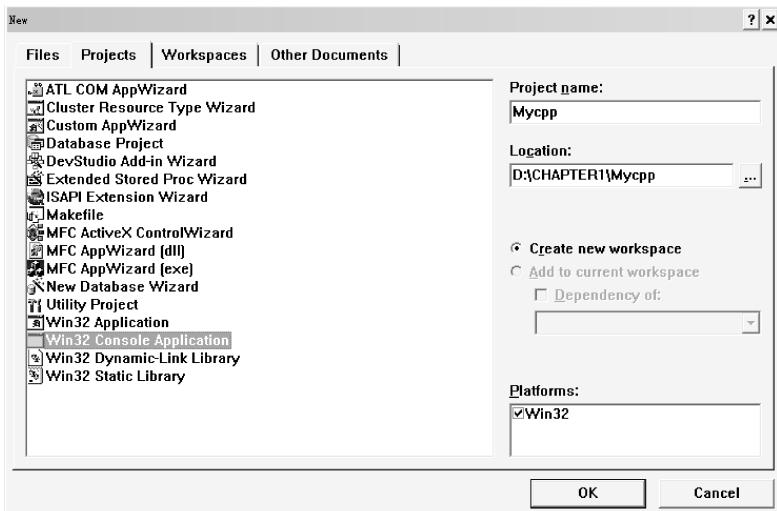 New
Files Projects Workspaces Other Documents
ATL COM AppWizard
Cluster Resource Type Wizard
Custom AppWizard
Database Project
DevStudio Add-in Wizard
Extended Stored Proc Wizard
ISAPI Extension Wizard
Makefile
MFC ActiveX ControlWizard
MFC AppWizard (dll)
MFC AppWizard (exe)
New Database Wizard
Utility Project
Win32 Application
Win32 Console Application
Win32 Dynamic-Link Library
Win32 Static Library
Project name:
Mycpp
Location:
D:\CHAPTER1\Mycpp
...
Create new workspace
Add to current workspace
Dependency of:
Platforms:
Win32
OK Cancel